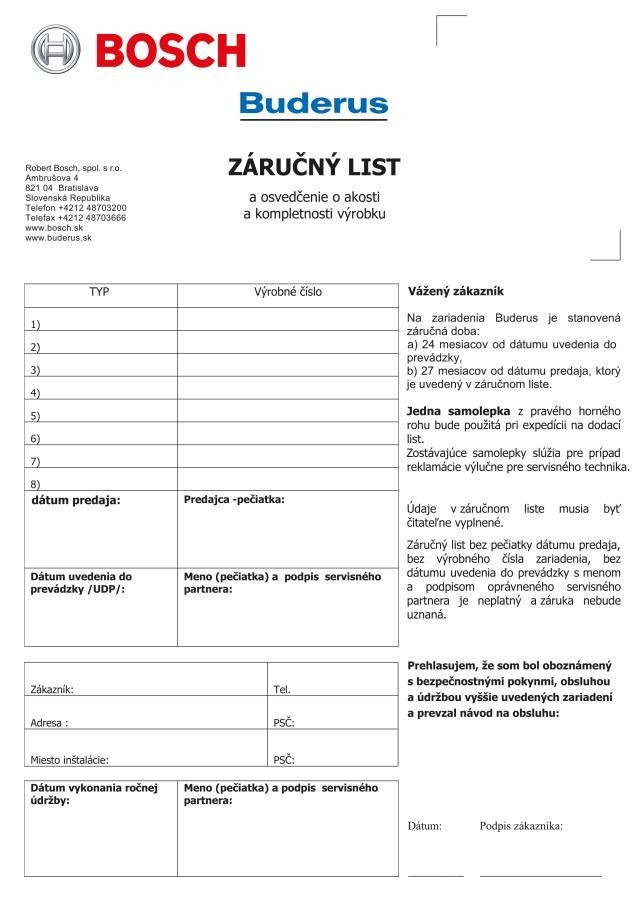 BOSCH
Buderus
Robert Bosch, spol. s r.o.
Ambrušova 4
821 04  Bratislava
Slovenská Republika
Telefon +4212 48703200
Telefax +4212 48703666
www.bosch.sk
www.buderus.sk
ZÁRUČNÝ LIST
a osvedčenie o akosti
a kompletnosti výrobku
TYP
Výrobné číslo
1)
2)
3)
4)
5)
6)
7)
8)
dátum predaja:
Predajca -pečiatka:
Dátum uvedenia do
prevádzky /UDP/:
Meno (pečiatka) a  podpis  servisného
partnera:
Vážený zákazník
Na zariadenia Buderus je stanovená
záručná doba:
a) 24 mesiacov od dátumu uvedenia do
prevádzky,
b) 27 mesiacov od dátumu predaja, ktorý
je uvedený v záručnom liste.
Jedna samolepka z pravého horného
rohu bude použitá pri expedícii na dodací
list.
Zostávajúce samolepky slúžia pre prípad
reklamácie výlučne pre servisného technika.
Údaje v záručnom liste musia byť
čitateľne vyplnené.
Záručný list bez pečiatky dátumu predaja,
bez výrobného čísla zariadenia, bez
dátumu uvedenia do prevádzky s menom
a podpisom oprávneného servisného
partnera je neplatný a záruka nebude
uznaná.
Zákazník:
Tel.
Adresa :
PSČ:
Miesto inštalácie:
PSČ:
Prehlasujem, že som bol oboznámený
s bezpečnostnými pokynmi, obsluhou
a údržbou vyššie uvedených zariadení
a prevzal návod na obsluhu:
Dátum vykonania ročnej
údržby:
Meno (pečiatka) a podpis  servisného
partnera:
Dátum:
Podpis zákazníka: